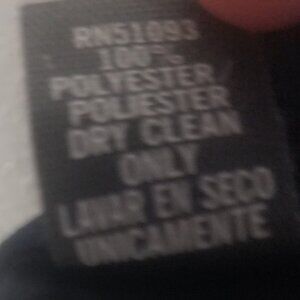 RN51093
100%
POLYESTER/
POLIESTER
DRY CLEAN
ONLY
LAVAR EN SECO
UNICAMENTE